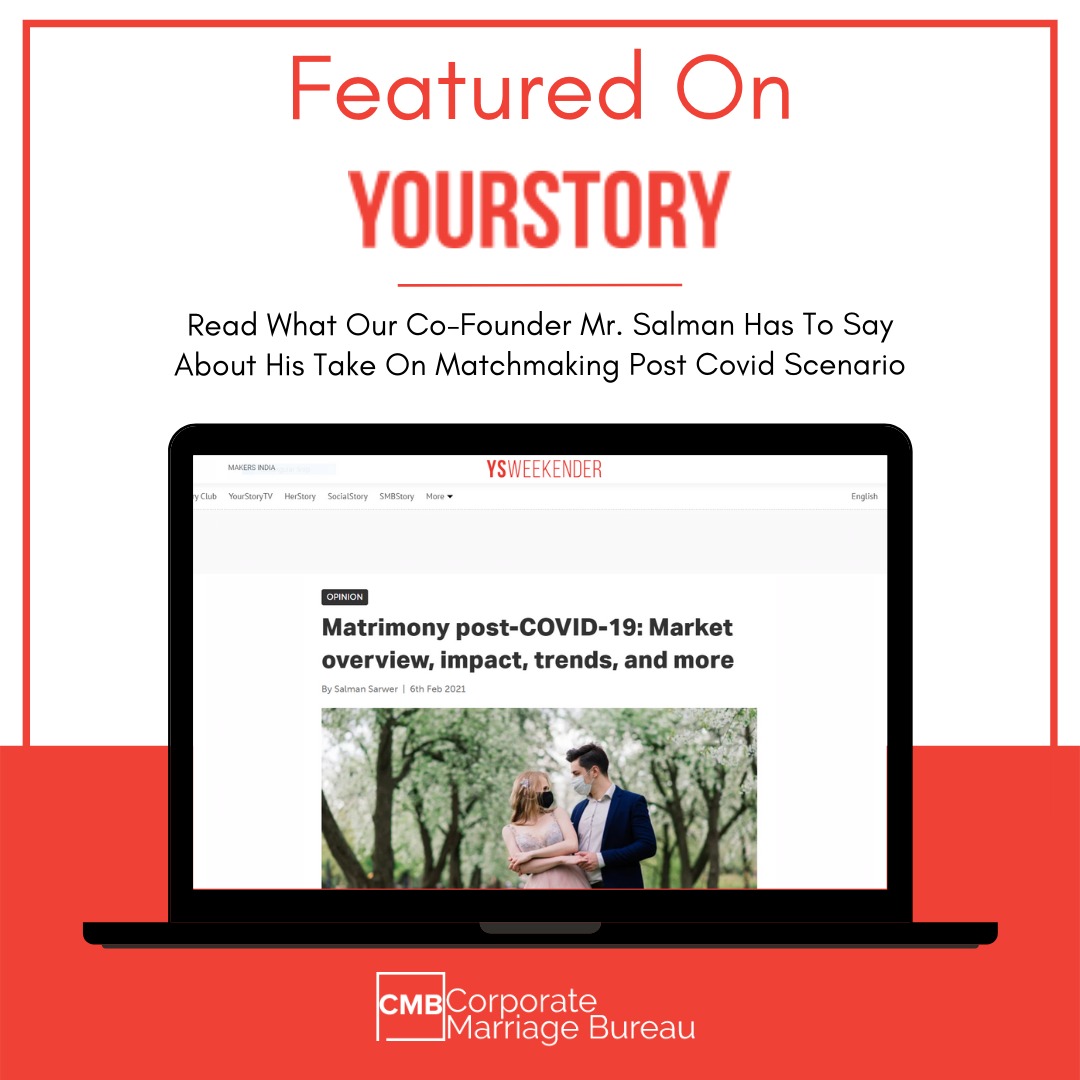 Featured On
YOURSTORY
Read What Our Co-Founder Mr. Salman Has To Say
About His Take On Matchmaking Post Covid Scenario
MAKERS INDIA
YSWEEKENDER
y Club YourStoryTV HerStory SocialStory SMBStory More English
OPINION
Matrimony post-COVID-19: Market
overview, impact, trends, and more
By Salman Sarwer | 6th Feb 2021
CMB Corporate
Marriage Bureau